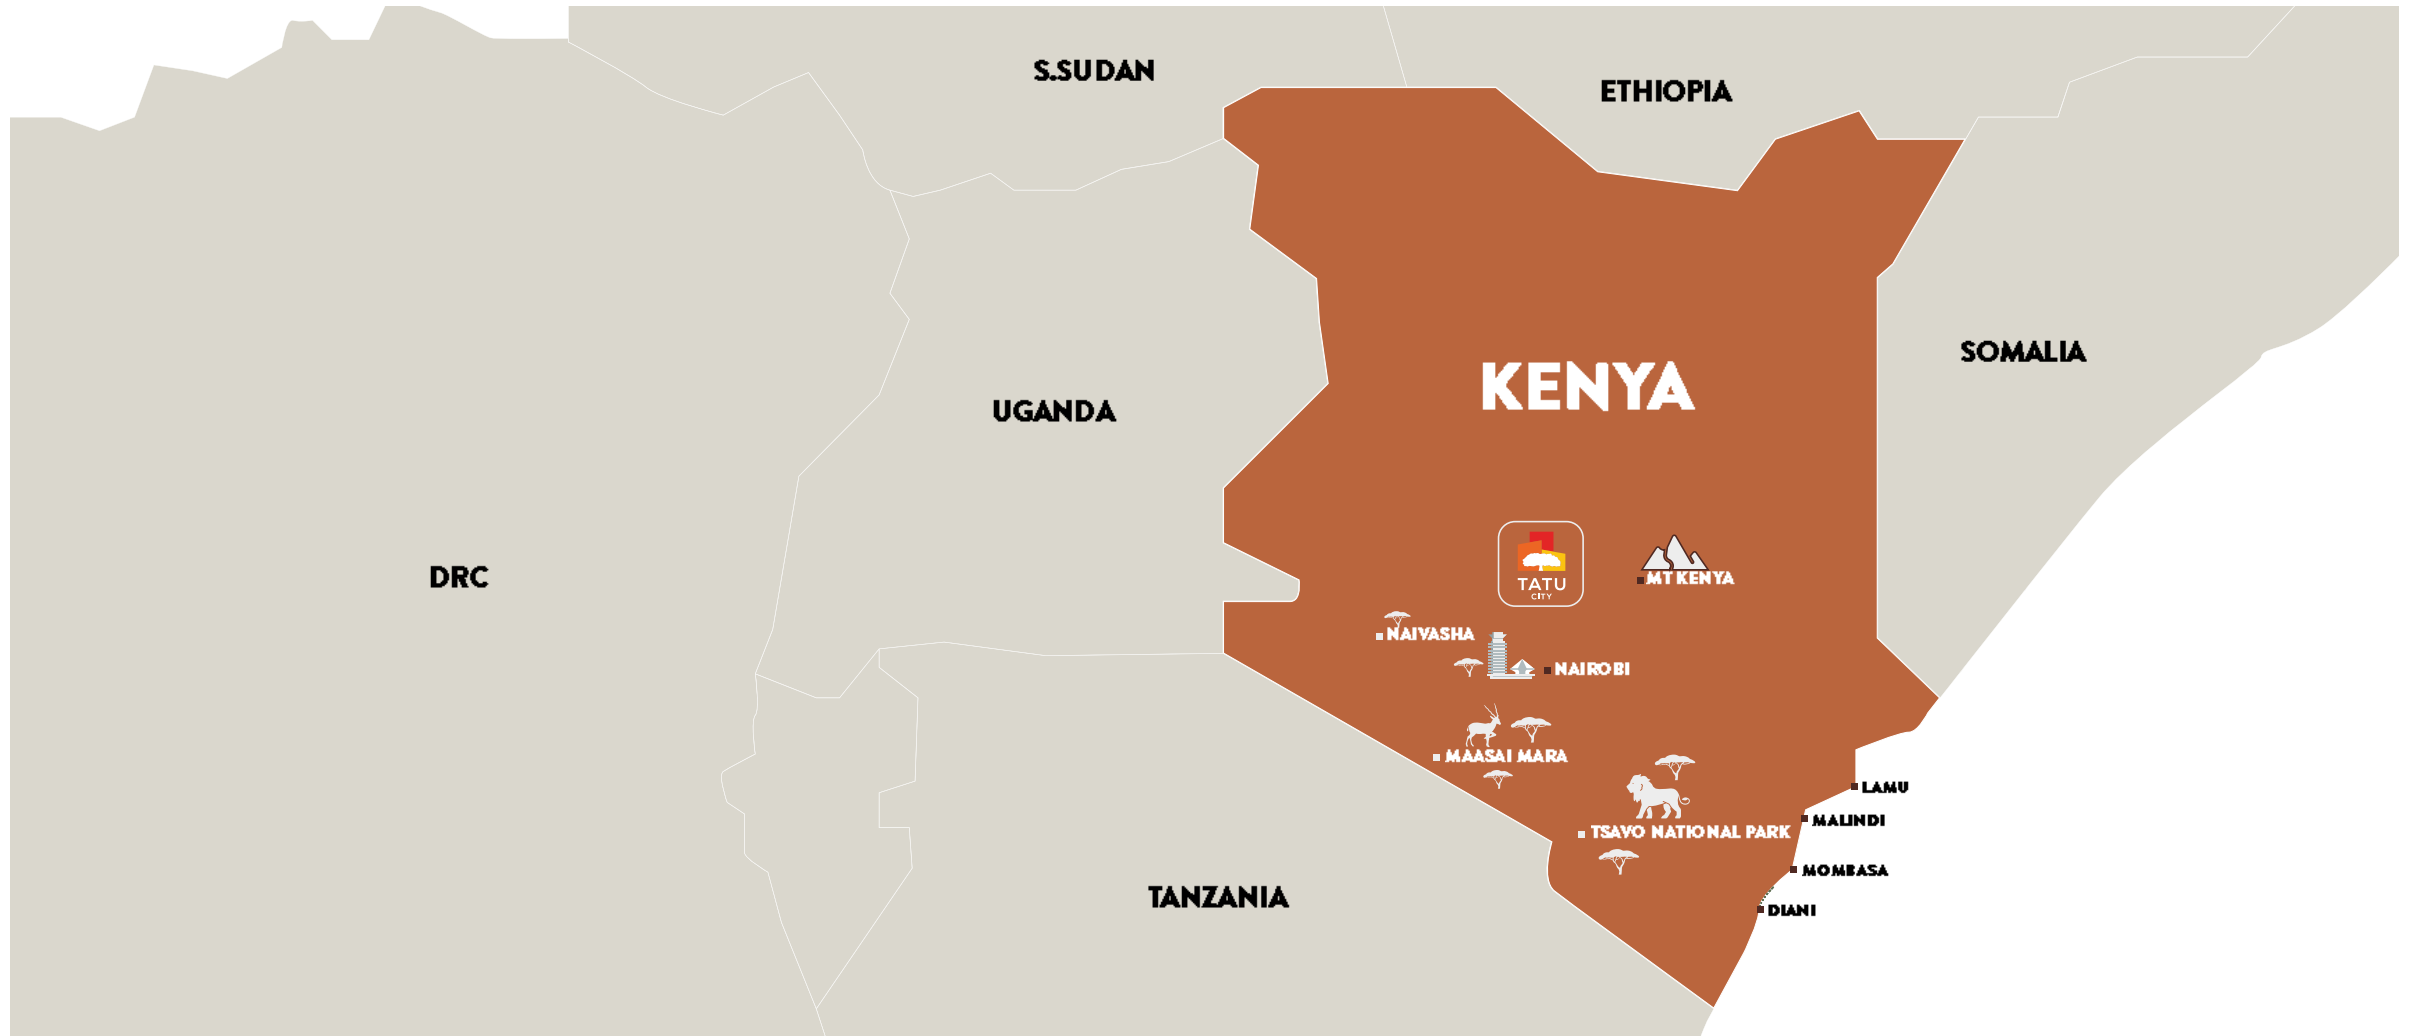 S.SUDAN
ETHIOPIA
SOMALIA
KENYA
UGANDA
DRC
TATU
CITY
MT KENYA
NAIVASHA
NAIROBI
MAASAI MARA
LAMU
MALINDI
TSAVO NATIONAL PARK
MOMBASA
TANZANIA
DIANI